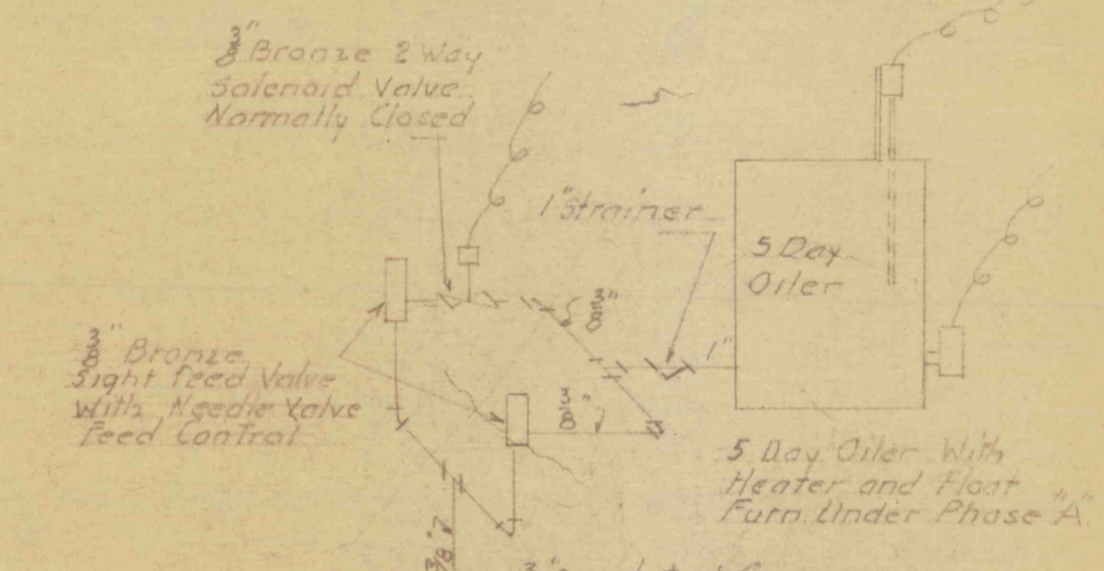 3/8" Bronze 2 Way
Solenoid Valve
Normally Closed
1" Strainer
5 Day
Oiler
3/8"
1"
3/8" Bronze
Sight Feed Valve
With Needle Valve
Feed Control
3/8"
5 Day Oiler With
Heater and Float
Furn. Under Phase "A"
3/8"